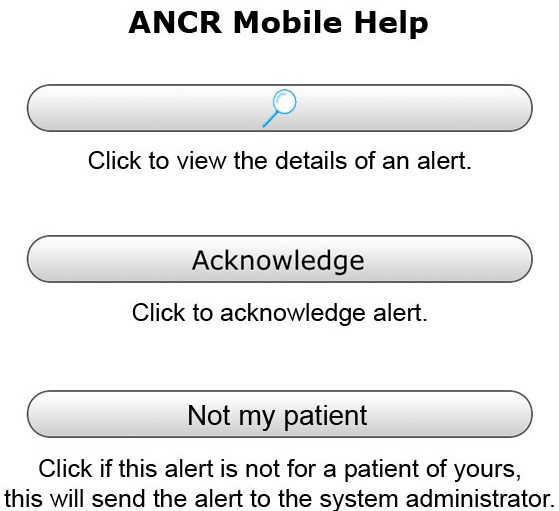 ANCR Mobile Help
Click to view the details of an alert.
Acknowledge
Click to acknowledge alert.
Not my patient
Click if this alert is not for a patient of yours,
this will send the alert to the system administrator.